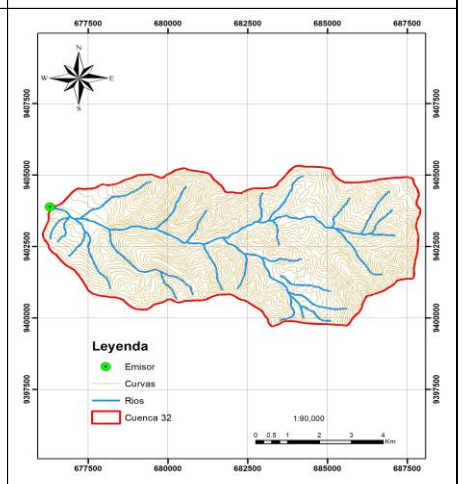 677500 680000 682500 685000 687500
N
W E
S
9407500 9407500
9405000 9405000
9402500 9402500
9400000 9400000
Leyenda
Emisor
Curvas
Rios
Cuenca 32
9397500 9397500
1:90,000
0 0.5 1 2 3 4
Km
677500 680000 682500 685000 687500